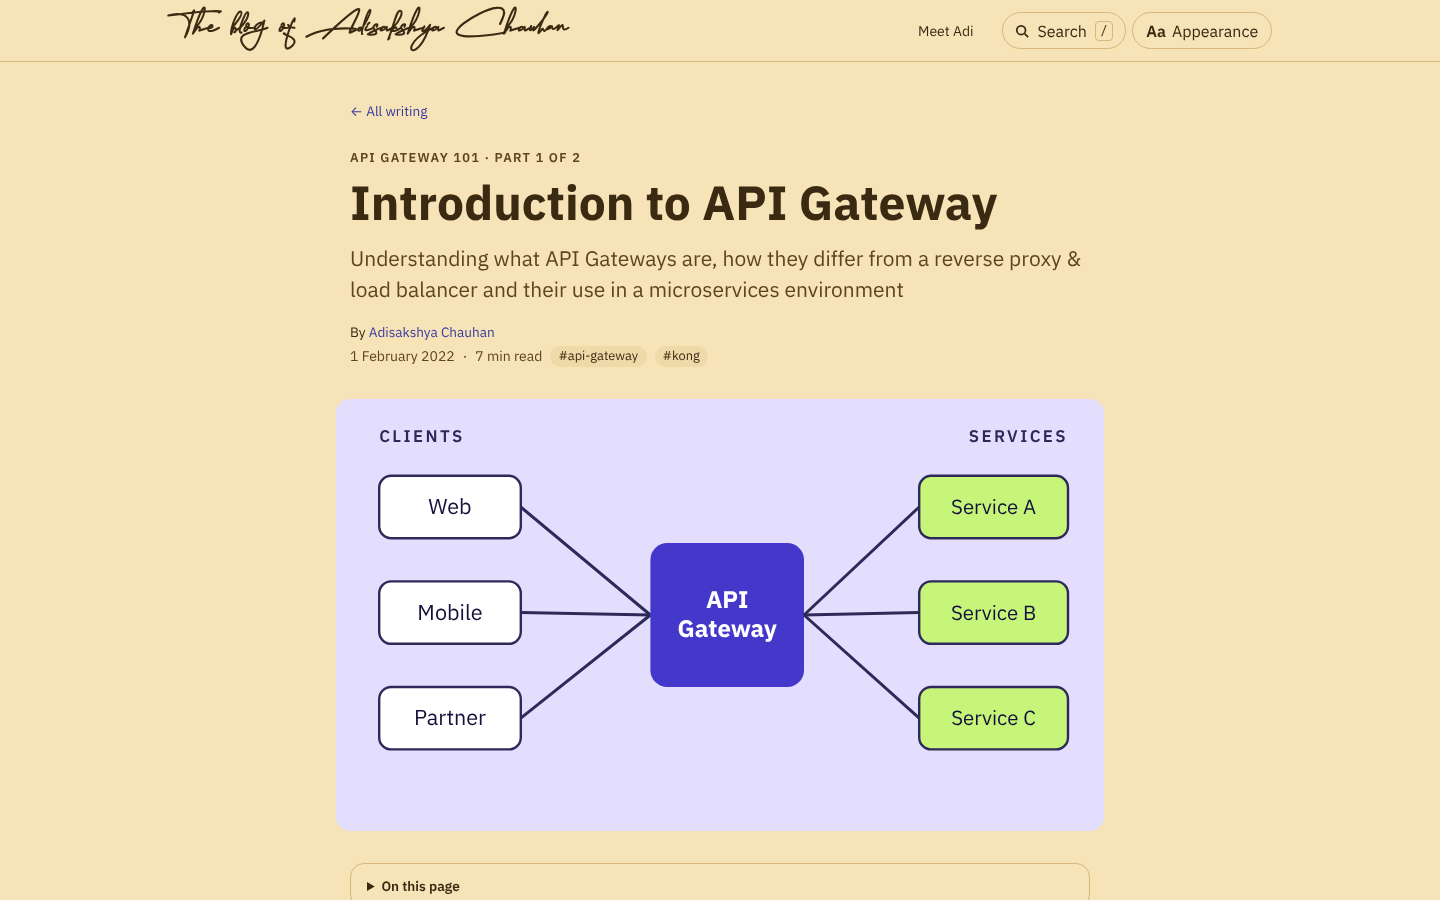 The blog of Adisakshya Chauhan
Meet Adi
Search /
Aa Appearance
← All writing
API GATEWAY 101 · PART 1 OF 2
Introduction to API Gateway
Understanding what API Gateways are, how they differ from a reverse proxy &
load balancer and their use in a microservices environment
By Adisakshya Chauhan
1 February 2022 · 7 min read #api-gateway #kong
CLIENTS
SERVICES
Web
Service A
API
Gateway
Mobile
Service B
Partner
Service C
On this page